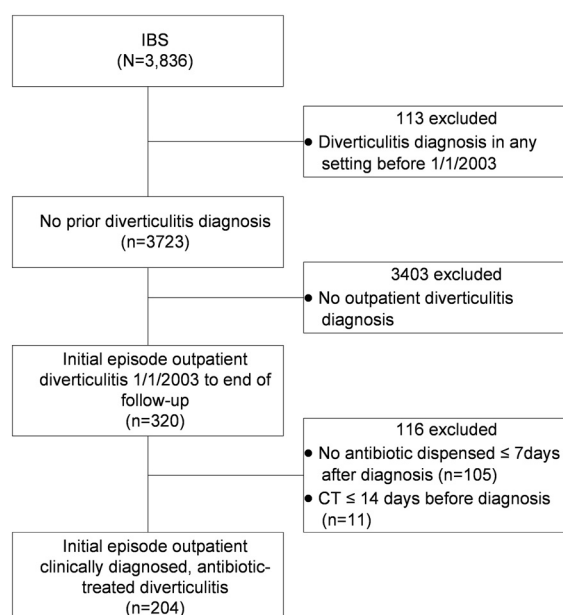 IBS
(N=3,836)
113 excluded
● Diverticulitis diagnosis in any
setting before 1/1/2003
No prior diverticulitis diagnosis
(n=3723)
3403 excluded
● No outpatient diverticulitis
diagnosis
Initial episode outpatient
diverticulitis 1/1/2003 to end of
follow-up
(n=320)
116 excluded
● No antibiotic dispensed ≤ 7days
after diagnosis (n=105)
● CT ≤ 14 days before diagnosis
(n=11)
Initial episode outpatient
clinically diagnosed, antibiotic-
treated diverticulitis
(n=204)